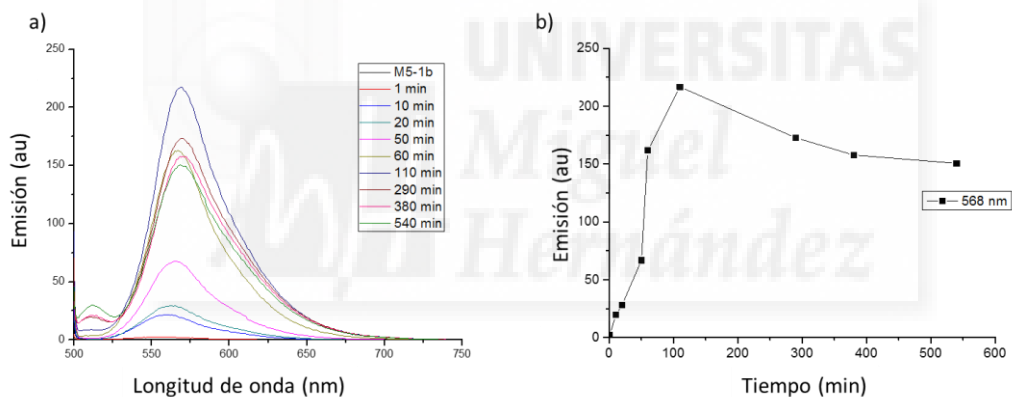 a)
250
200
150
100
50
0
500
550
600
650
700
750
Emisión (au)
Longitud de onda (nm)
M5-1b
1 min
10 min
20 min
50 min
60 min
110 min
290 min
380 min
540 min
b)
250
200
150
100
50
0
0
100
200
300
400
500
600
Emisión (au)
Tiempo (min)
568 nm
UNIVERSITAS
Miguel
Hernández